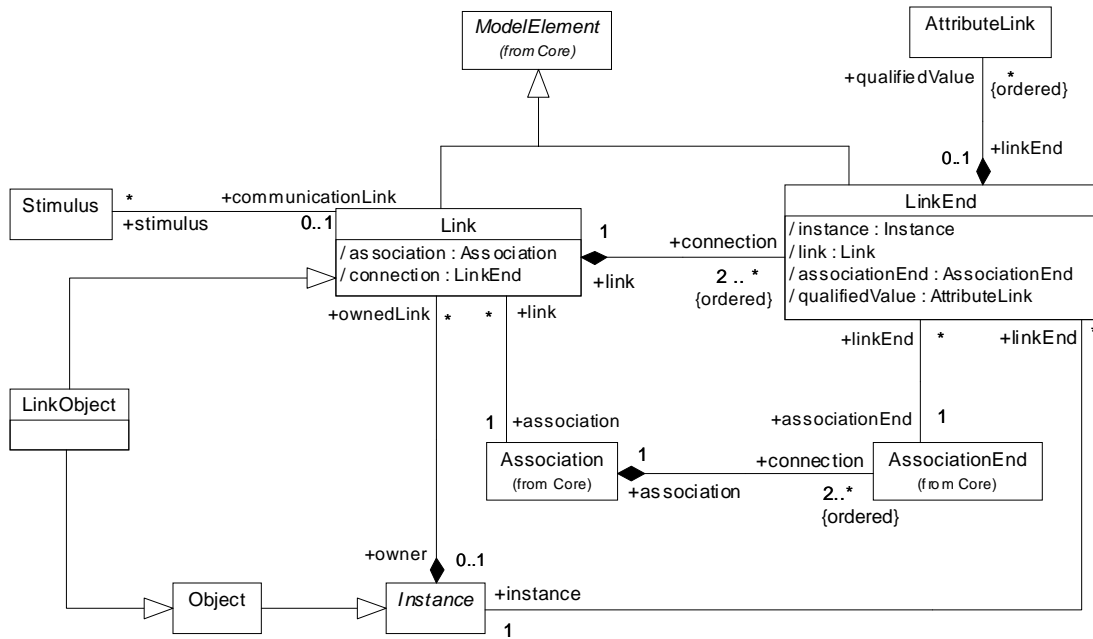 ModelElement
(from Core)
AttributeLink
+qualifiedValue
*
{ordered}
0..1
+linkEnd
Stimulus
*
+stimulus
+communicationLink
0..1
Link
/ association : Association
/ connection : LinkEnd
1
+link
+connection
2 .. *
{ordered}
LinkEnd
/ instance : Instance
/ link : Link
/ associationEnd : AssociationEnd
/ qualifiedValue : AttributeLink
+ownedLink
*
*
+link
+linkEnd
*
+linkEnd
*
LinkObject
1
+association
+associationEnd
1
Association
(from Core)
1
+association
+connection
2..*
{ordered}
AssociationEnd
(from Core)
+owner
0..1
Object
Instance
+instance
1